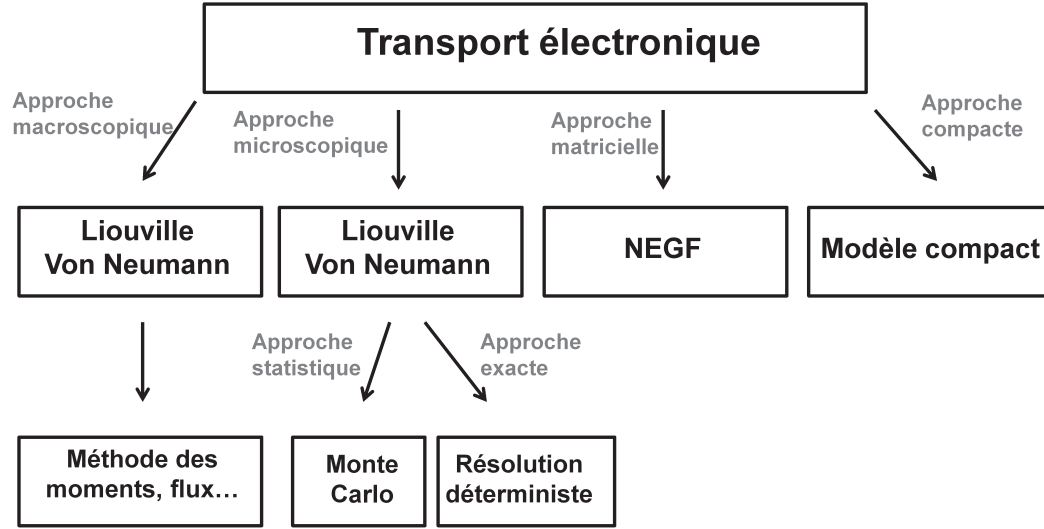 Transport électronique
Approche
macroscopique
Approche
microscopique
Approche
matricielle
Approche
compacte
Liouville
Von Neumann
Liouville
Von Neumann
NEGF
Modèle compact
Approche
statistique
Approche
exacte
Méthode des
moments, flux…
Monte
Carlo
Résolution
déterministe